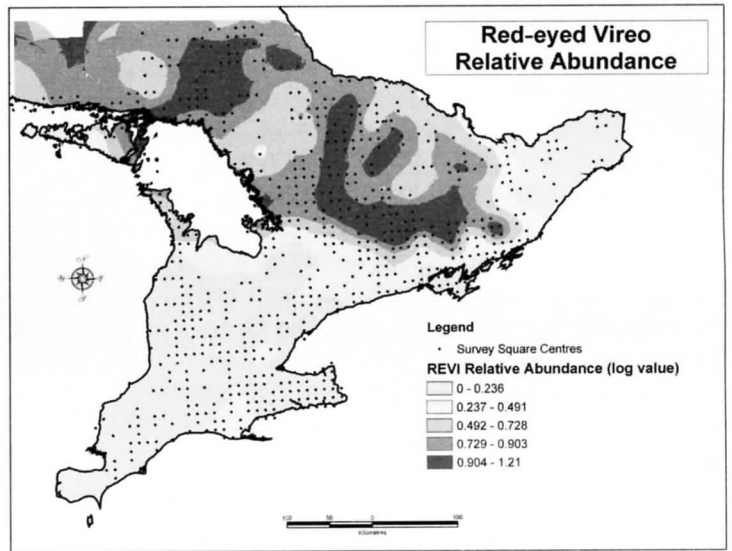 Red-eyed Vireo
Relative Abundance
Legend
Survey Square Centres
REVI Relative Abundance (log value)
0 - 0.236
0.237 - 0.491
0.492 - 0.728
0.729 - 0.903
0.904 - 1.21
100 50 0 100
Kilometres